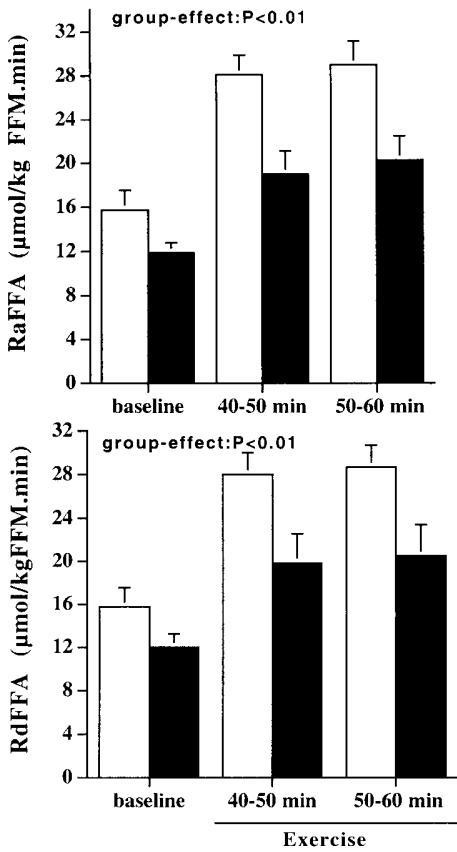 group-effect:P<0.01
RaFFA (µmol/kg FFM.min)
32
28
24
20
16
12
8
4
0
baseline 40-50 min 50-60 min
group-effect:P<0.01
RdFFA (µmol/kgFFM.min)
32
28
24
20
16
12
8
4
0
baseline 40-50 min 50-60 min
Exercise